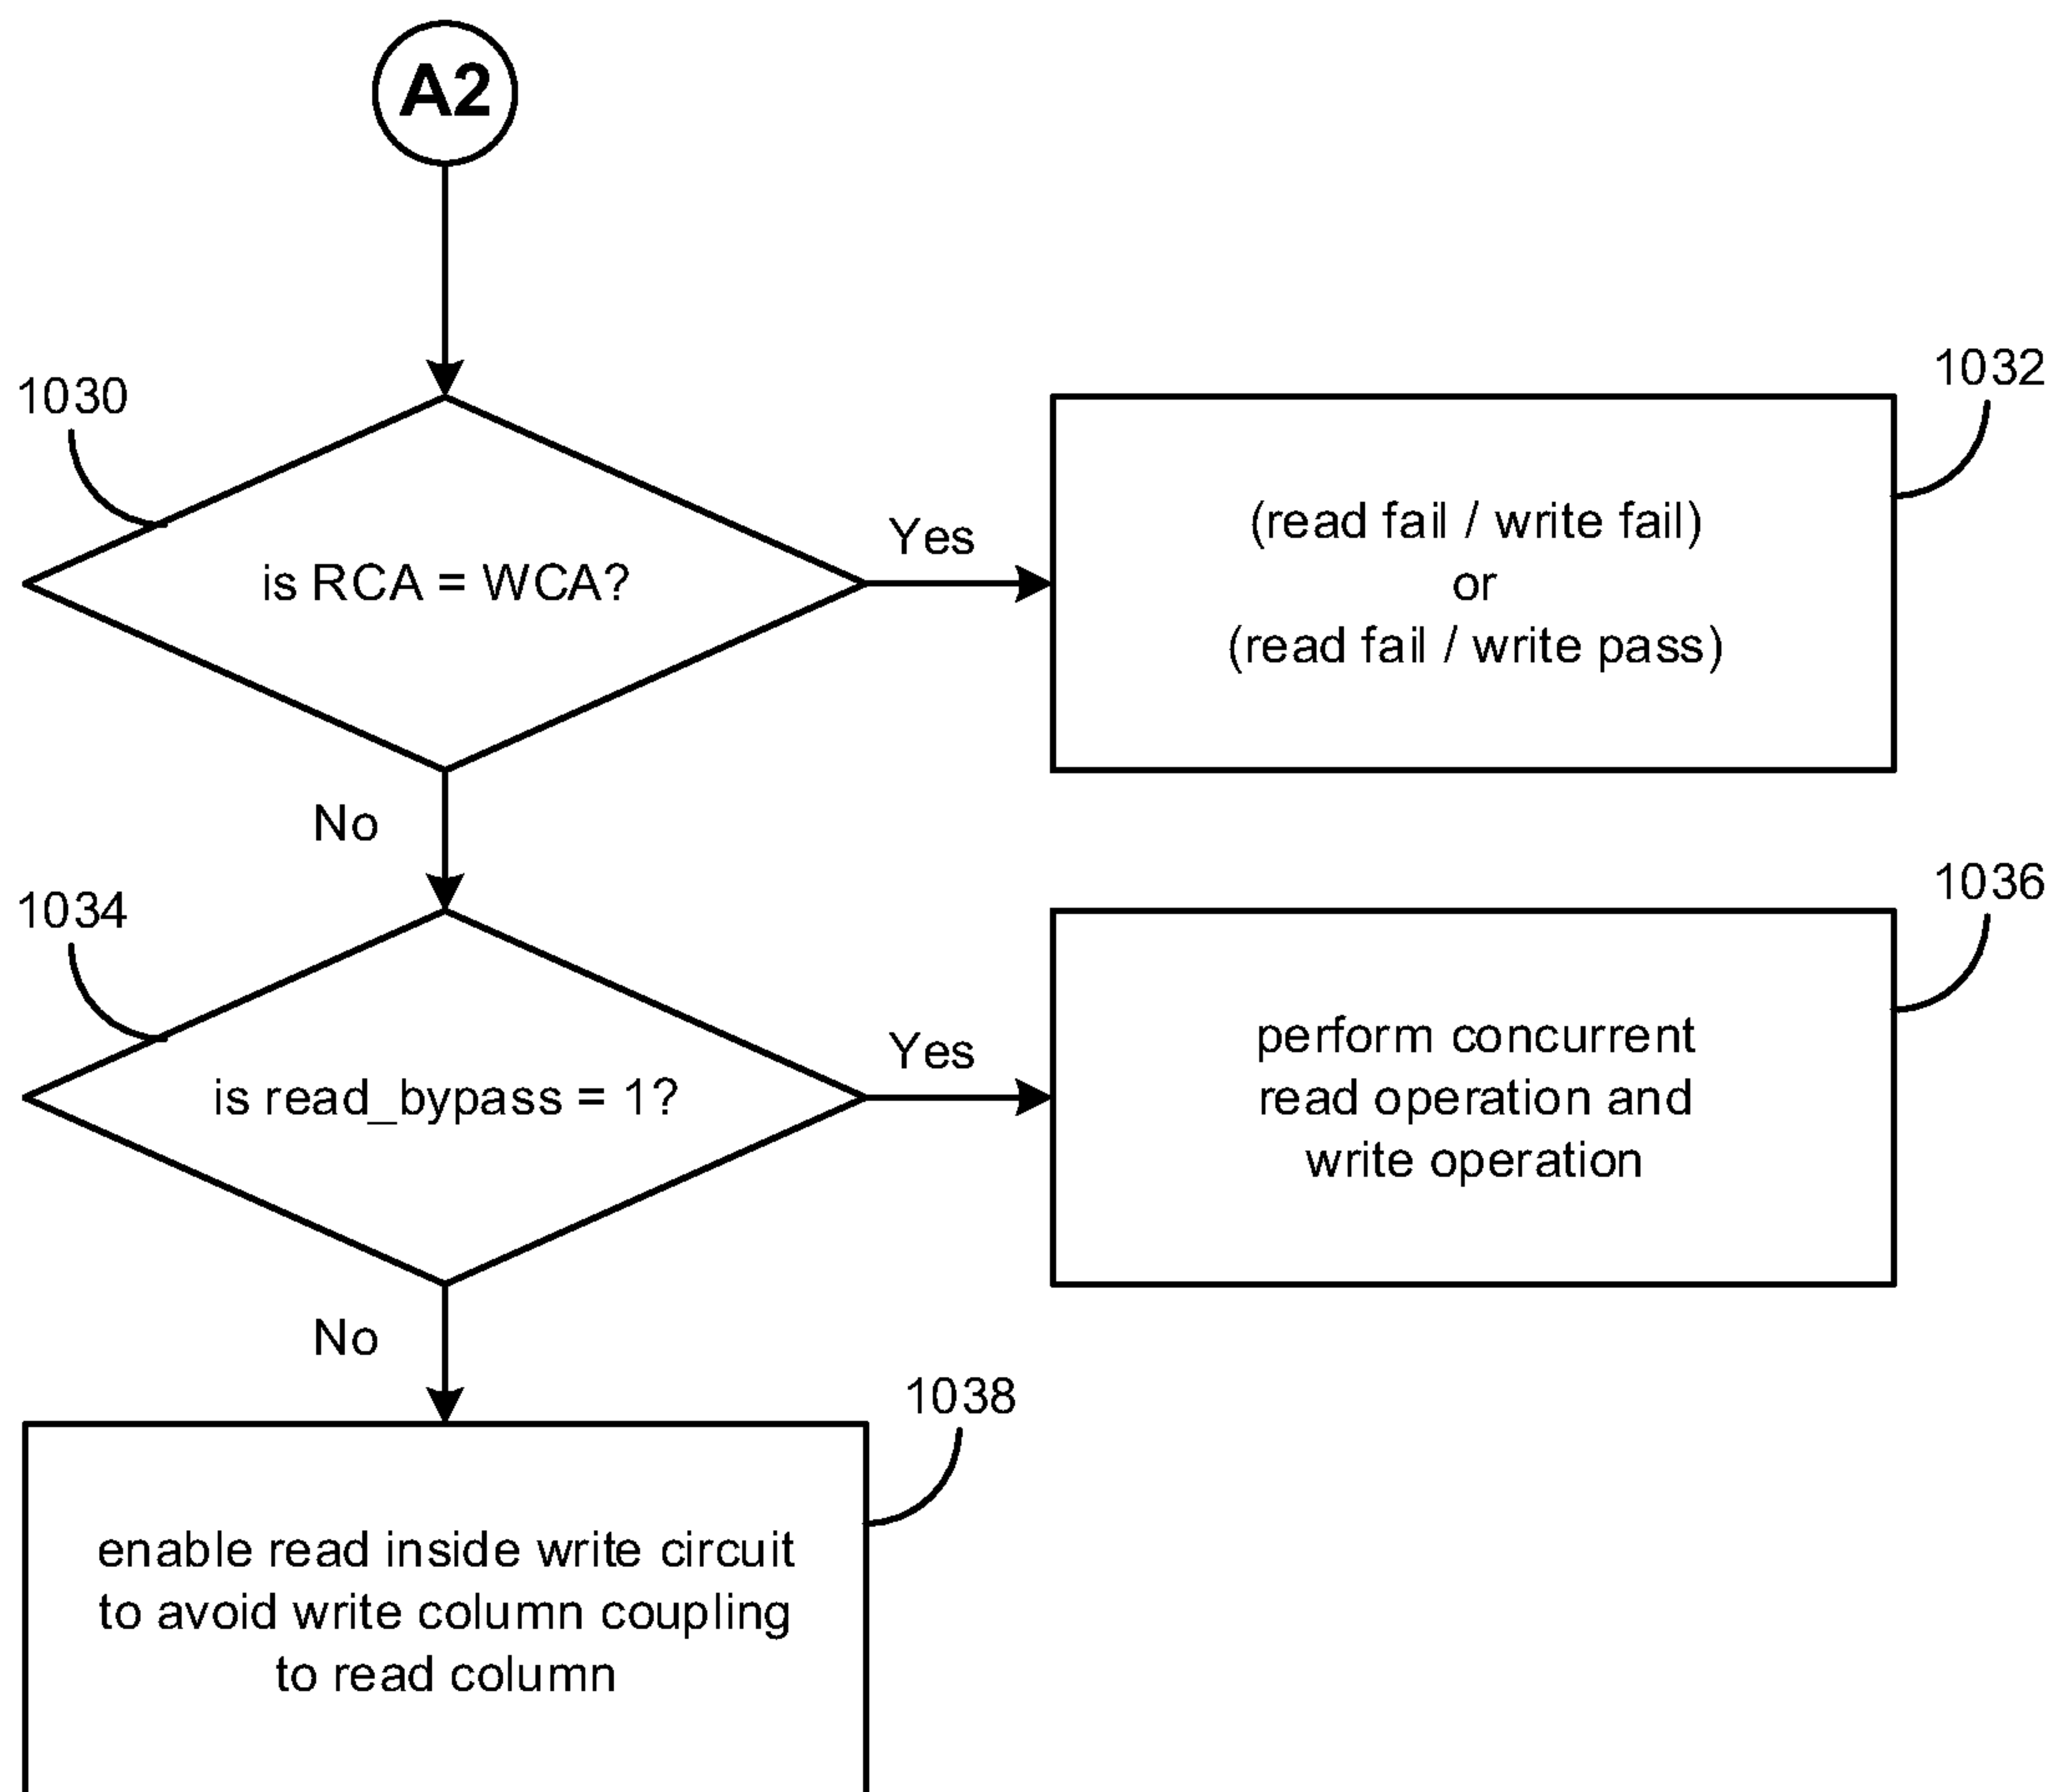 A2
1030
is RCA = WCA?
Yes
1032
(read fail / write fail)
or
(read fail / write pass)
No
1034
is read_bypass = 1?
Yes
1036
perform concurrent
read operation and
write operation
No
1038
enable read inside write circuit
to avoid write column coupling
to read column